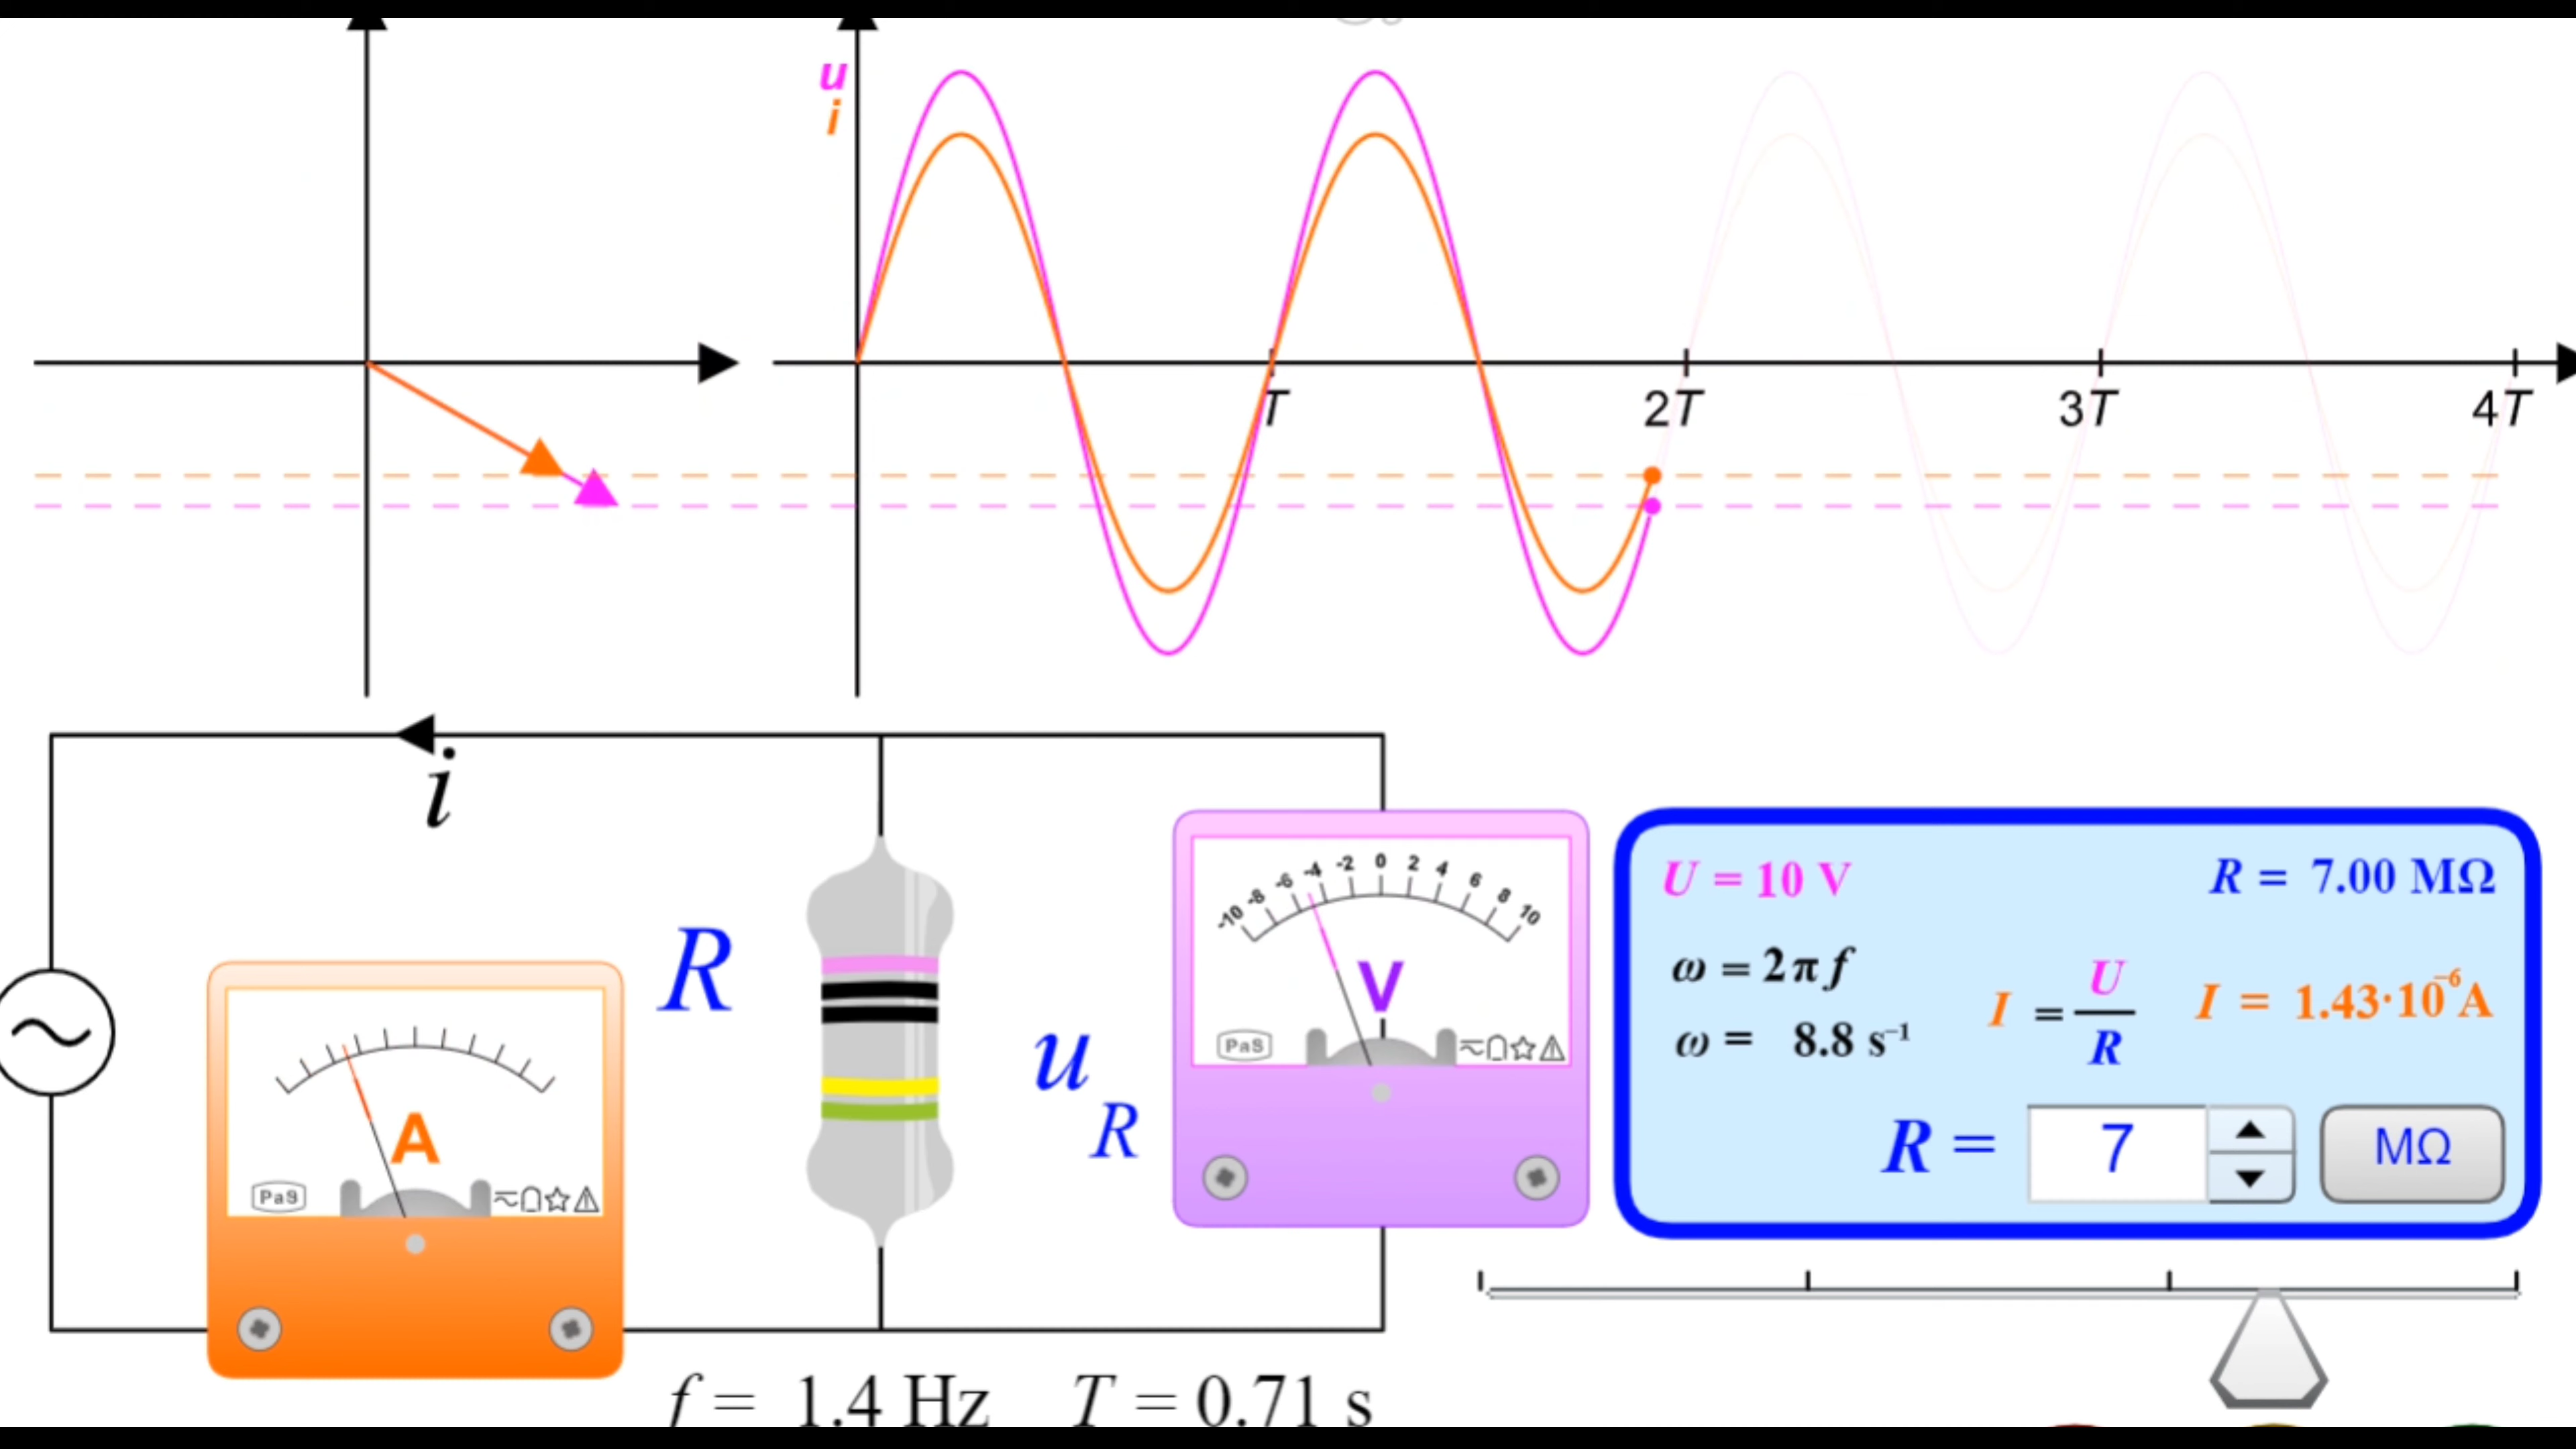 u
i
T
2T
3T
4T
i
R
u
R
A
PaS
-10 -8 -6 -4 -2 0 2 4 6 8 10
V
PaS
U = 10 V
R = 7.00 MΩ
ω = 2πf
ω = 8.8 s⁻¹
I = U/R
I = 1.43·10⁻⁶A
R = 7 MΩ
f = 1.4 Hz T = 0.71 s